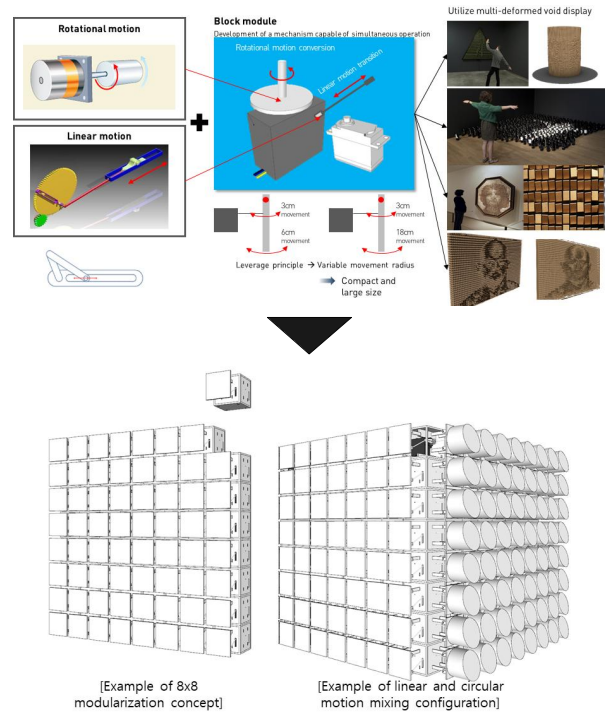 Utilize multi-deformed void display
Block module
Rotational motion
Development of a mechanism capable of simultaneous operation
Rotational motion conversion
Linear motion transition
Linear motion
3cm
movement
6cm
movement
3cm
movement
18cm
movement
Leverage principle → Variable movement radius
Compact and
large size
[Example of 8x8
modularization concept]
[Example of linear and circular
motion mixing configuration]